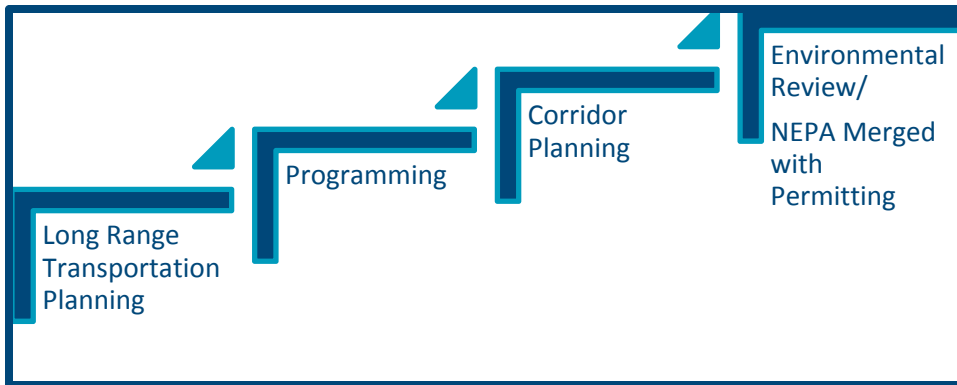 Long Range
Transportation
Planning
Programming
Corridor
Planning
Environmental
Review/
NEPA Merged
with
Permitting